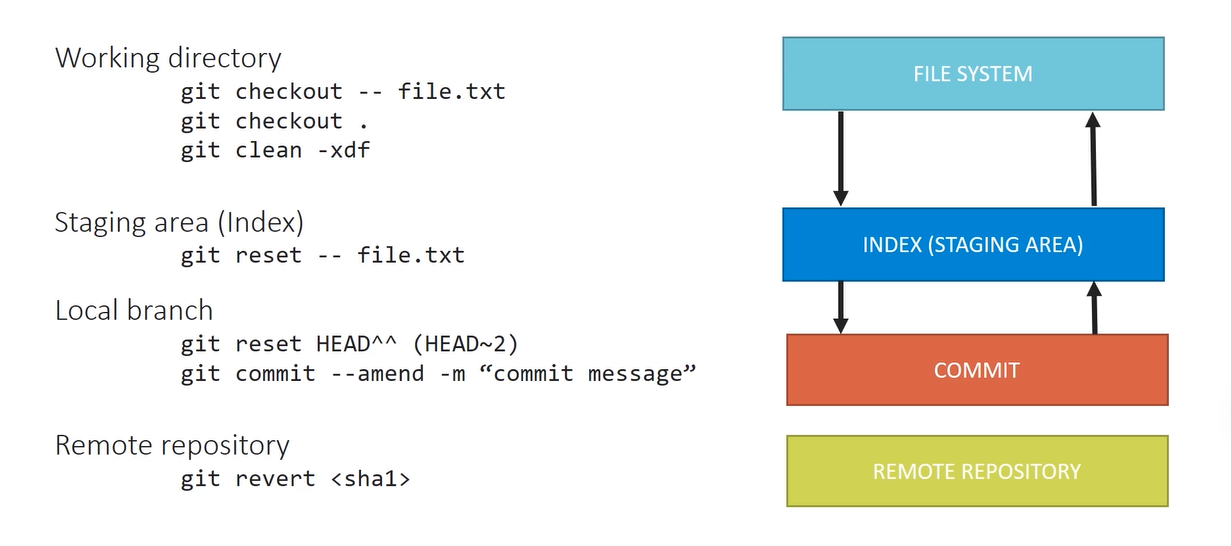 Working directory
git checkout -- file.txt
git checkout .
git clean -xdf
Staging area (Index)
git reset -- file.txt
Local branch
git reset HEAD^^ (HEAD~2)
git commit --amend -m “commit message”
Remote repository
git revert <sha1>
FILE SYSTEM
INDEX (STAGING AREA)
COMMIT
REMOTE REPOSITORY